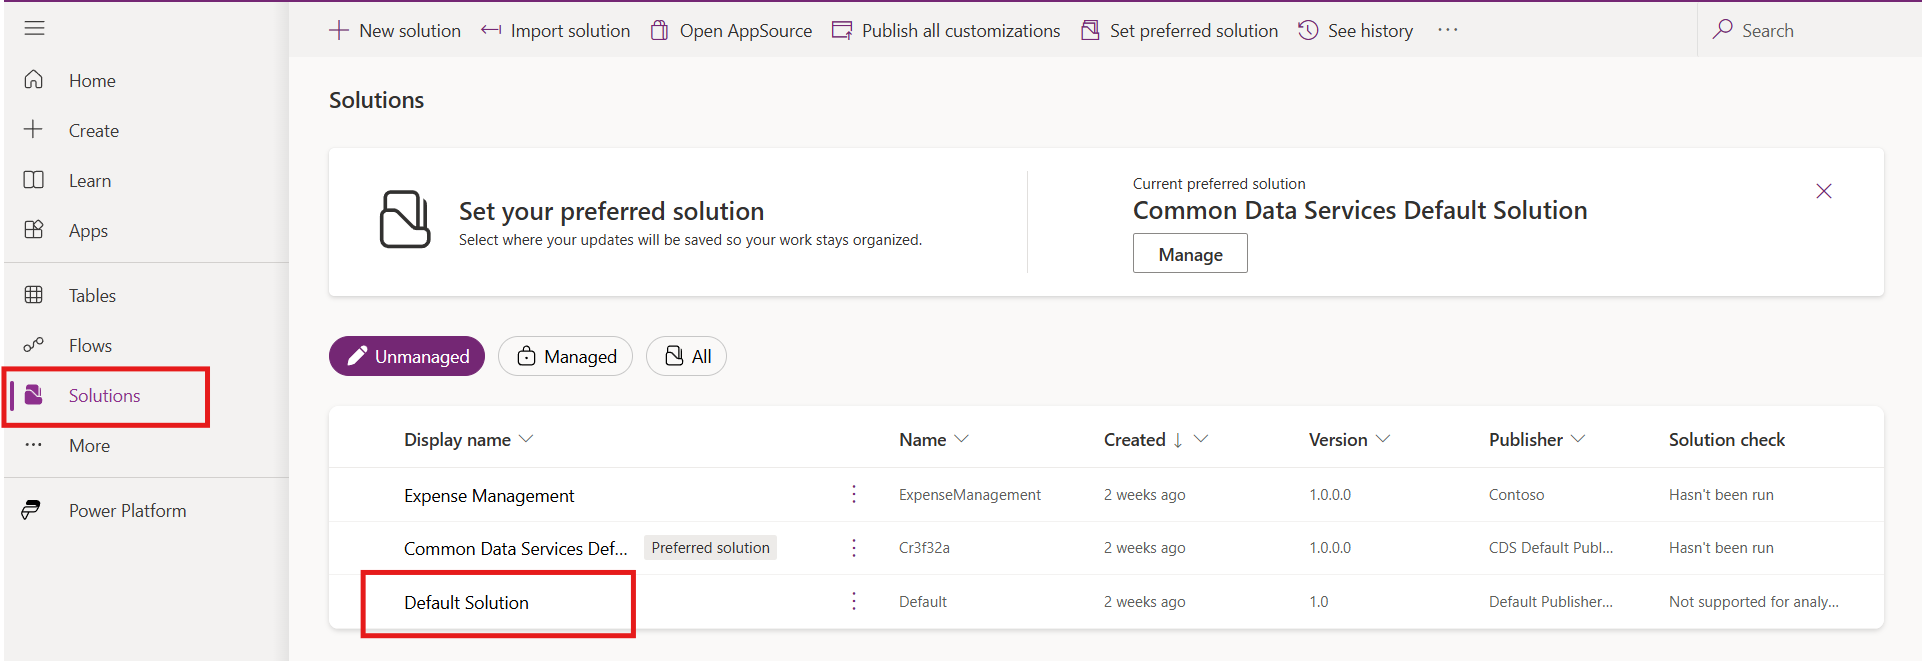 New solution Import solution Open AppSource Publish all customizations Set preferred solution See history ... Search
Home
Create
Learn
Apps
Tables
Flows
Solutions
More
Power Platform
Solutions
Set your preferred solution
Select where your updates will be saved so your work stays organized.
Current preferred solution
Common Data Services Default Solution
Manage
Unmanaged Managed All
Display name Name Created Version Publisher Solution check
Expense Management ExpenseManagement 2 weeks ago 1.0.0.0 Contoso Hasn't been run
Common Data Services Def... Preferred solution Cr3f32a 2 weeks ago 1.0.0.0 CDS Default Publ... Hasn't been run
Default Solution Default 2 weeks ago 1.0 Default Publisher... Not supported for analy...